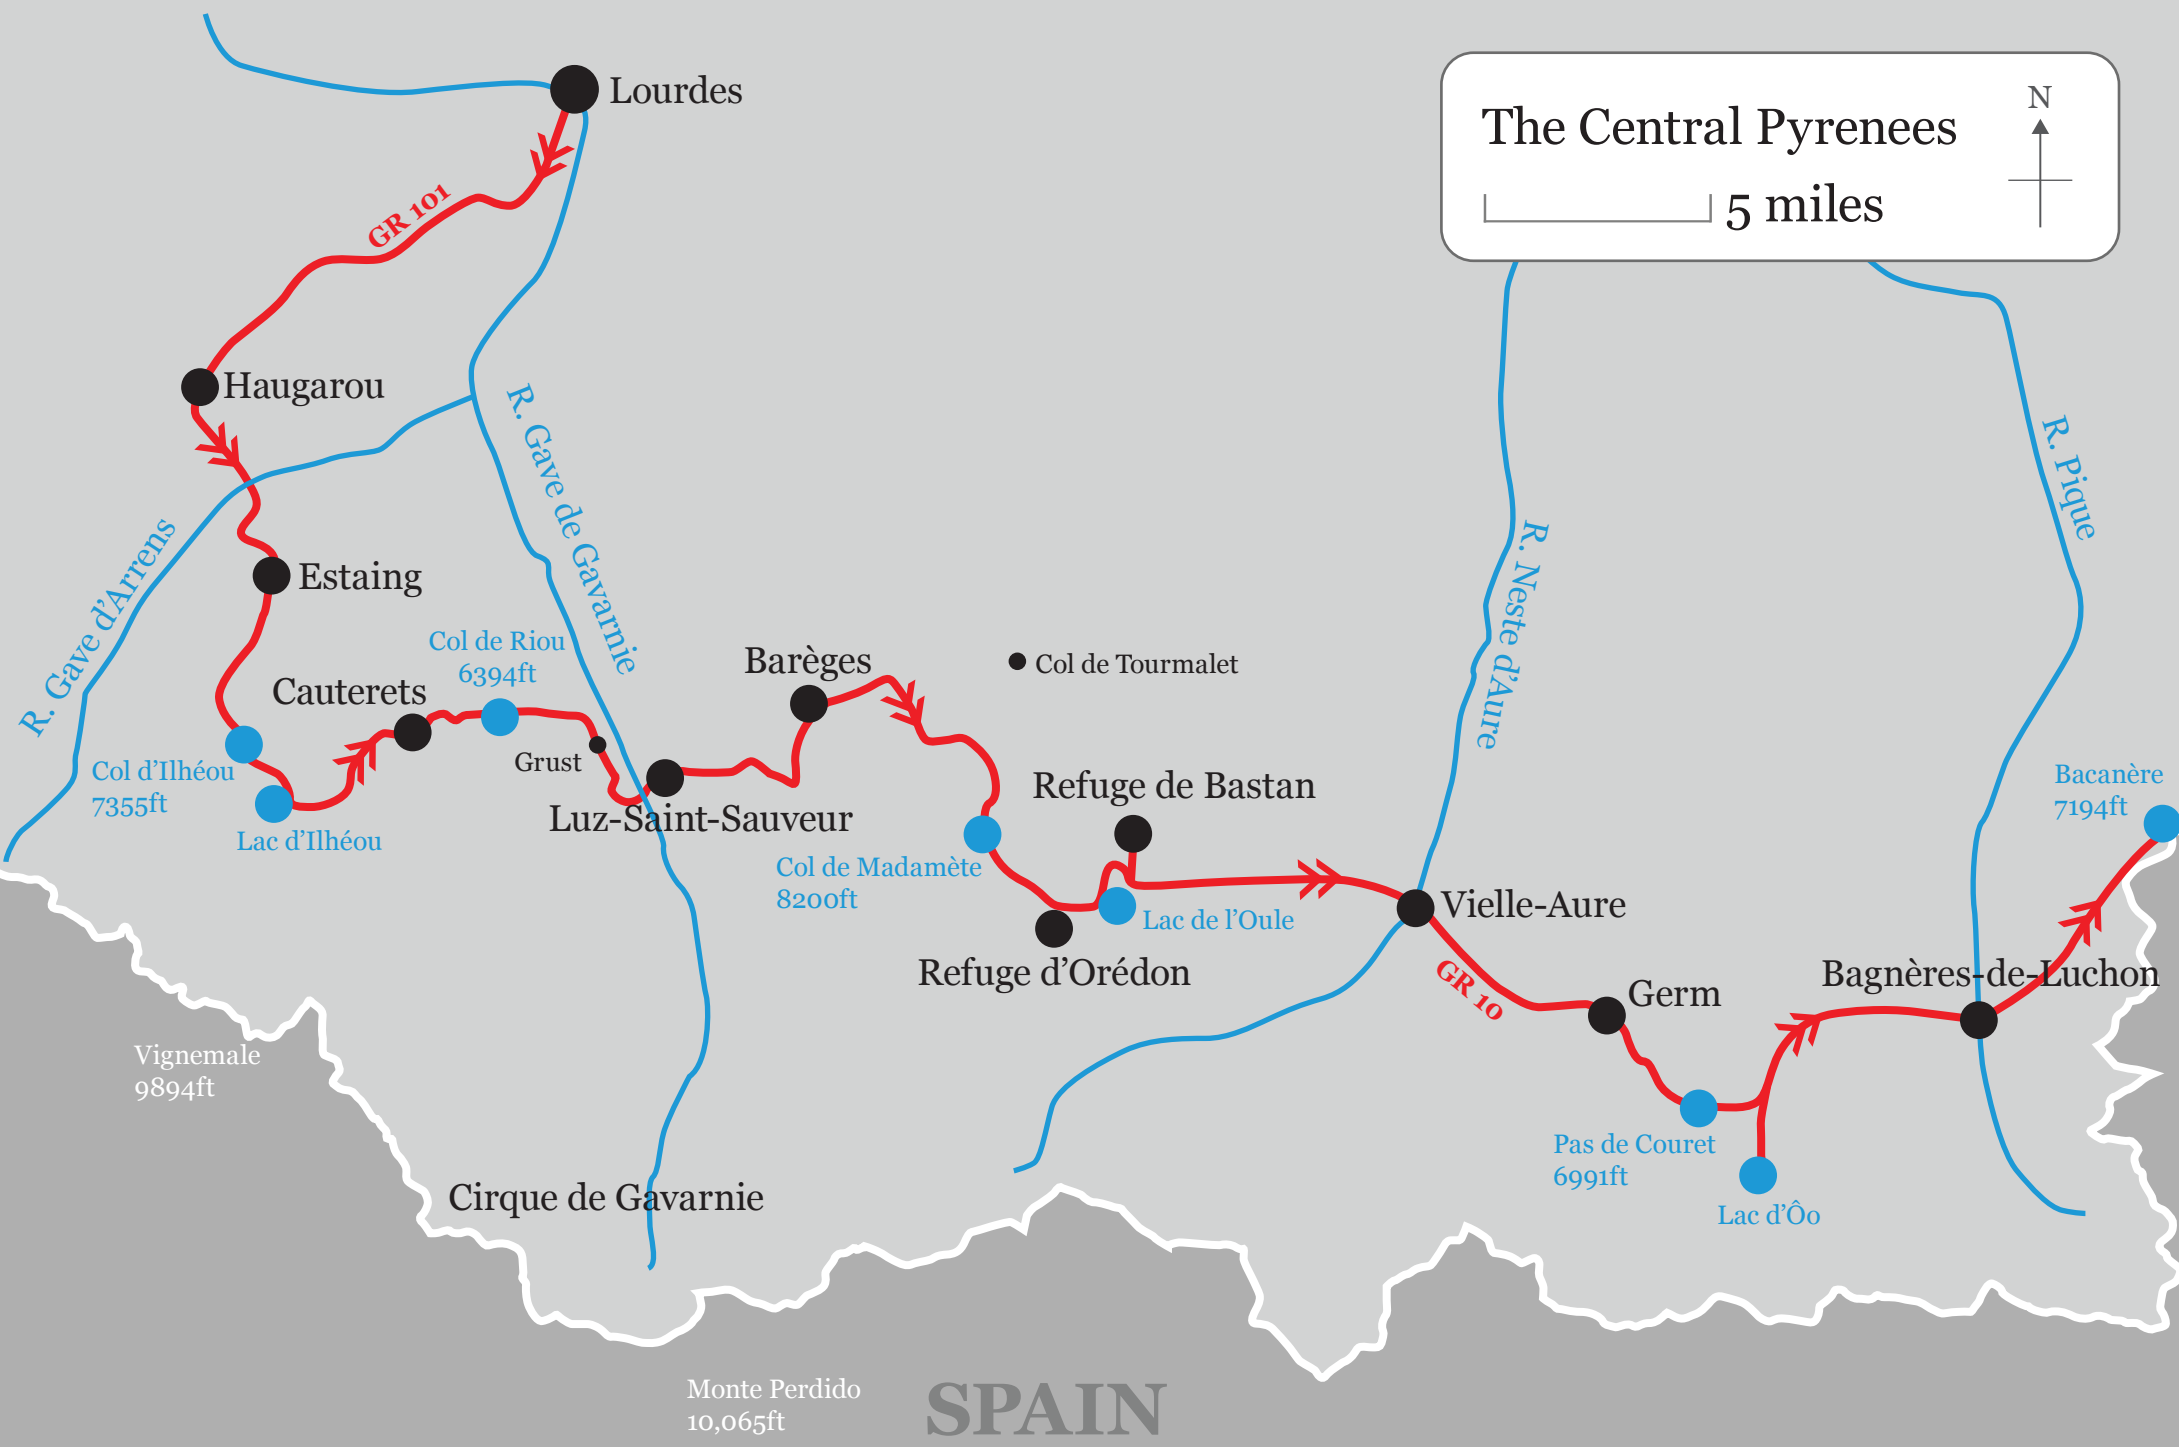 Lourdes
The Central Pyrenees
N
5 miles
GR 101
Haugarou
R. Gave de Gavarnie
R. Pique
Estaing
R. Gave d'Arrens
R. Neste d'Aure
Col de Riou
6394ft
Barèges
Col de Tourmalet
Cauterets
Grust
Col d'Ilhéou
7355ft
Luz-Saint-Sauveur
Lac d'Ilhéou
Refuge de Bastan
Bacanère
7194ft
Col de Madamète
8200ft
Lac de l'Oule
Vielle-Aure
Refuge d'Orédon
GR 10
Germ
Bagnères-de-Luchon
Vignemale
9894ft
Pas de Couret
6991ft
Cirque de Gavarnie
Lac d'Ôo
Monte Perdido
10,065ft
SPAIN